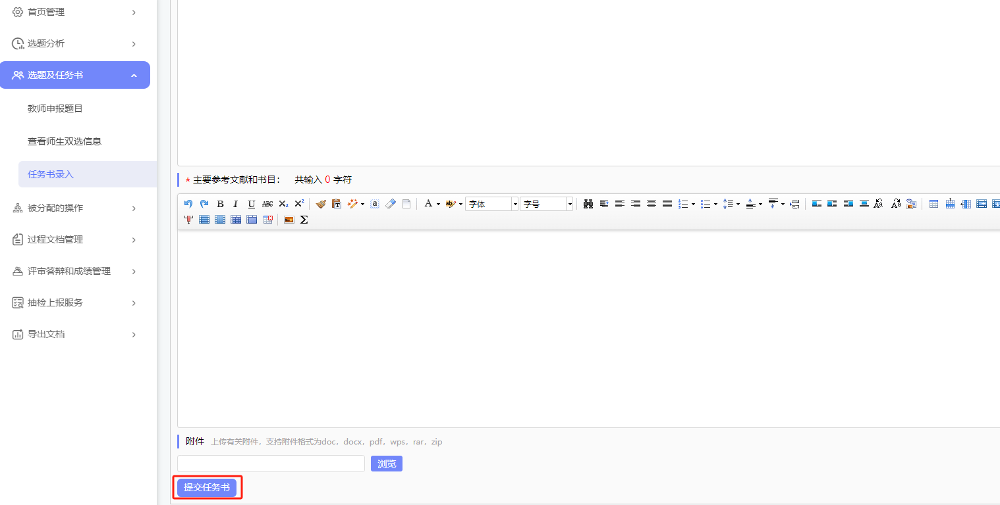 首页管理
选题分析
选题及任务书
教师申报题目
查看师生双选信息
任务书录入
被分配的操作
过程文档管理
评审答辩和成绩管理
抽检上报服务
导出文档
* 主要参考文献和书目： 共输入 0 字符
B I U ABC X₂ X² T a A ab 字体 字号 Aa Aa
Σ
附件 上传有关附件，支持附件格式为doc，docx，pdf，wps，rar，zip
浏览
提交任务书